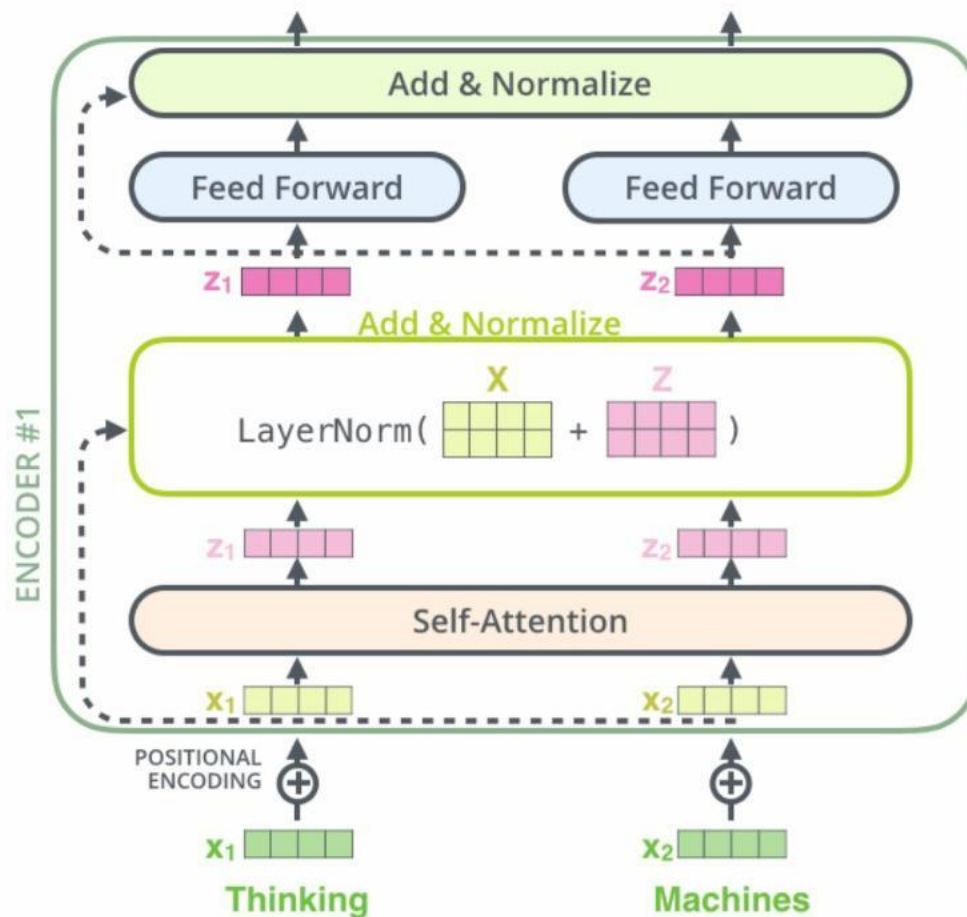 Add & Normalize
Feed Forward Feed Forward
z1 z2
Add & Normalize
X Z
LayerNorm( + )
ENCODER #1
z1 z2
Self-Attention
x1 x2
POSITIONAL
ENCODING
x1 x2
Thinking Machines